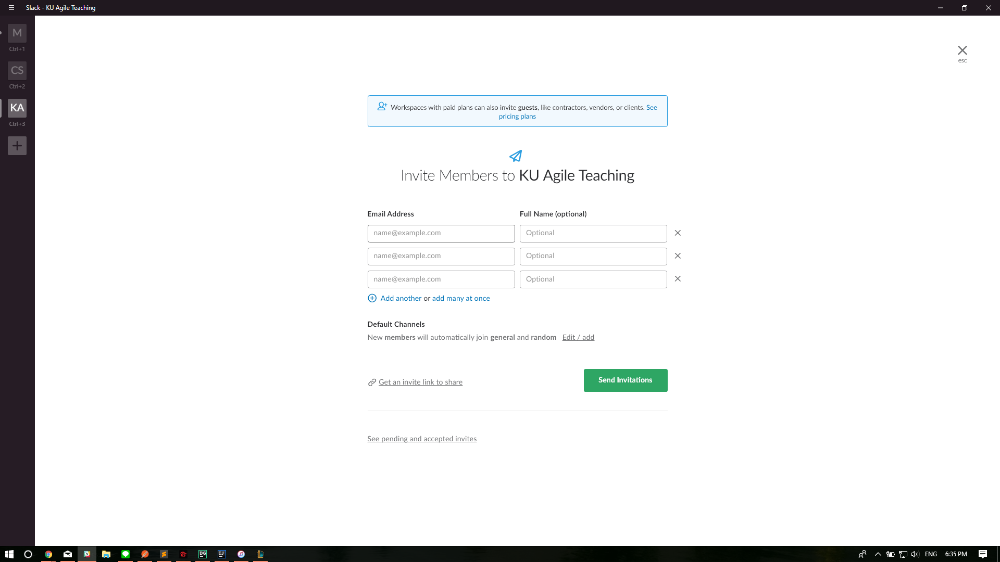 Slack - KU Agile Teaching
M
Ctrl+1
CS
Ctrl+2
KA
Ctrl+3
esc
Workspaces with paid plans can also invite guests, like contractors, vendors, or clients. See
pricing plans
Invite Members to KU Agile Teaching
Email Address Full Name (optional)
name@example.com Optional
name@example.com Optional
name@example.com Optional
Add another or add many at once
Default Channels
New members will automatically join general and random Edit / add
Get an invite link to share
Send Invitations
See pending and accepted invites
DG IJ
ENG 6:35 PM